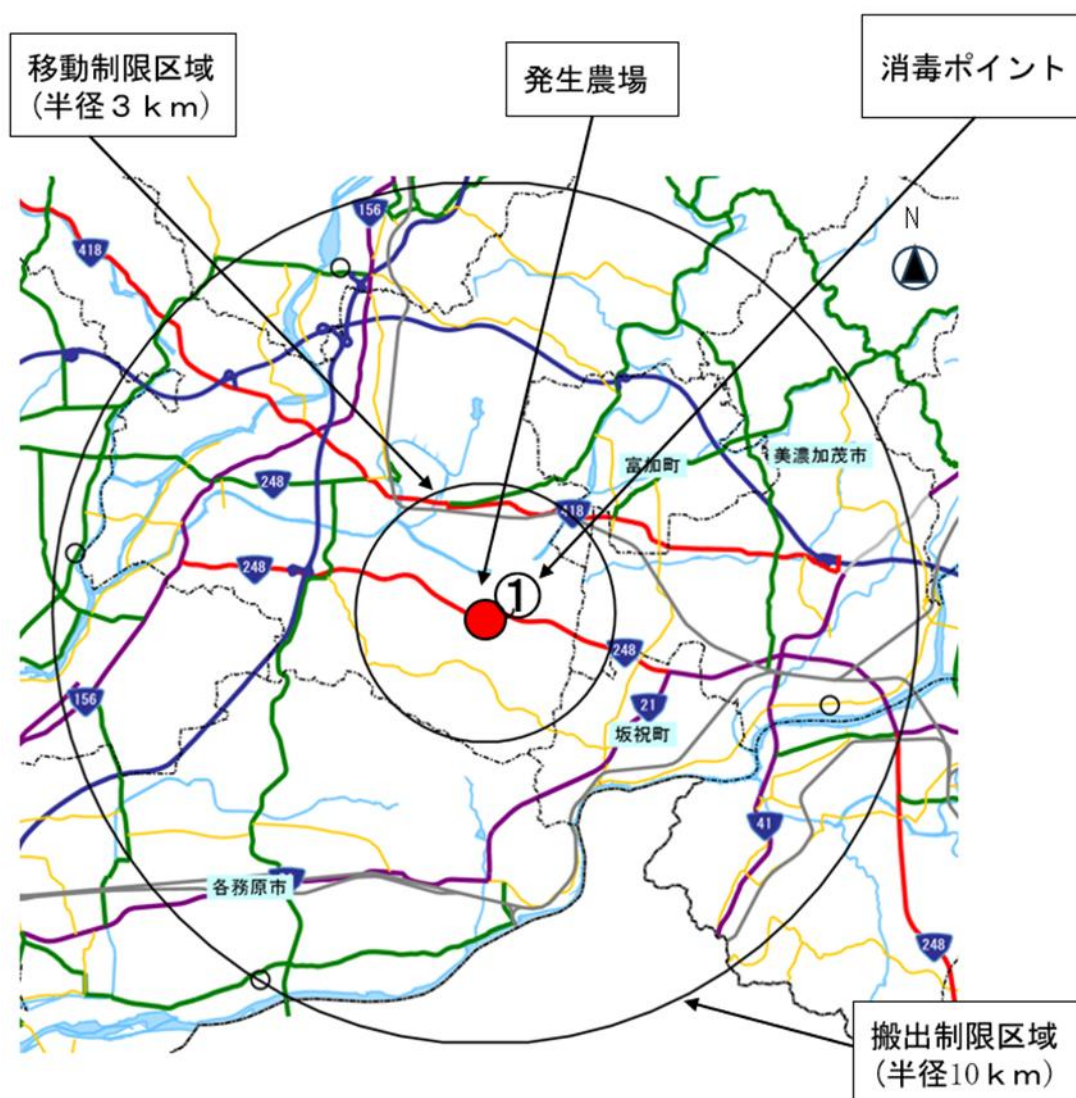 移動制限区域
(半径3km)
発生農場
消毒ポイント
N
156
418
248
富加町
美濃加茂市
418
248
①
248
21
156
坂祝町
41
各務原市
248
搬出制限区域
(半径10km)